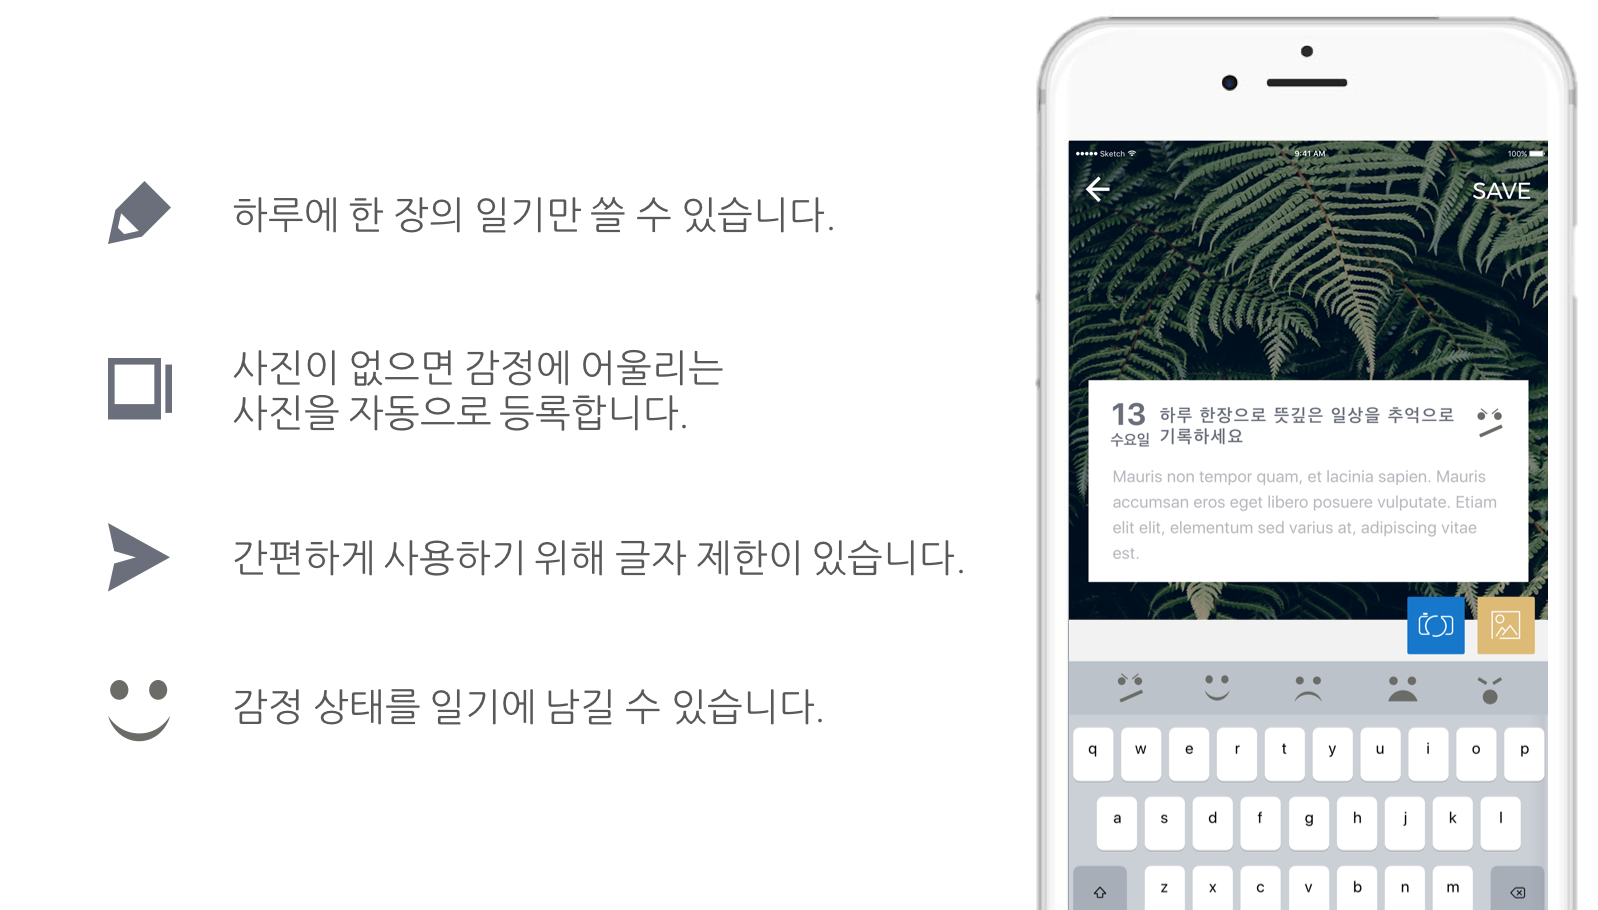 하루에 한 장의 일기만 쓸 수 있습니다.
사진이 없으면 감정에 어울리는
사진을 자동으로 등록합니다.
간편하게 사용하기 위해 글자 제한이 있습니다.
감정 상태를 일기에 남길 수 있습니다.
Sketch 9:41 AM 100%
SAVE
13 하루 한장으로 뜻깊은 일상을 추억으로
수요일 기록하세요
Mauris non tempor quam, et lacinia sapien. Mauris
accumsan eros eget libero posuere vulputate. Etiam
elit elit, elementum sed varius at, adipiscing vitae
est.
q w e r t y u i o p
a s d f g h j k l
z x c v b n m